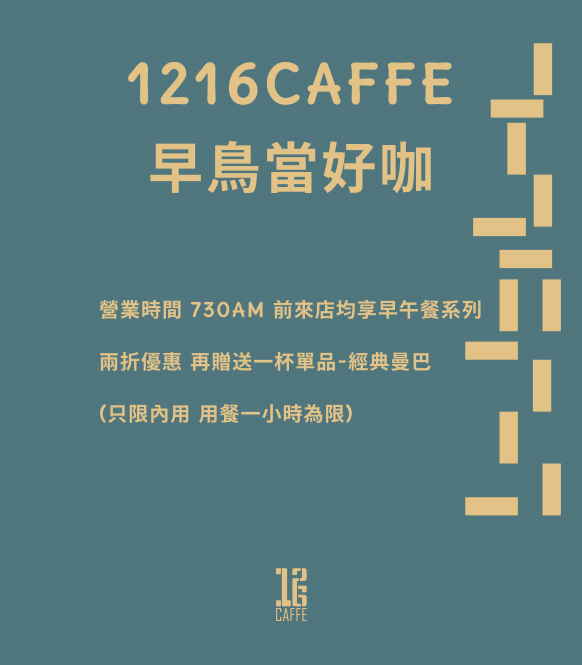 1216CAFFE
早鳥當好咖
營業時間 730AM 前來店均享早午餐系列
兩折優惠 再贈送一杯單品-經典曼巴
(只限內用 用餐一小時為限)
1216
CAFFE